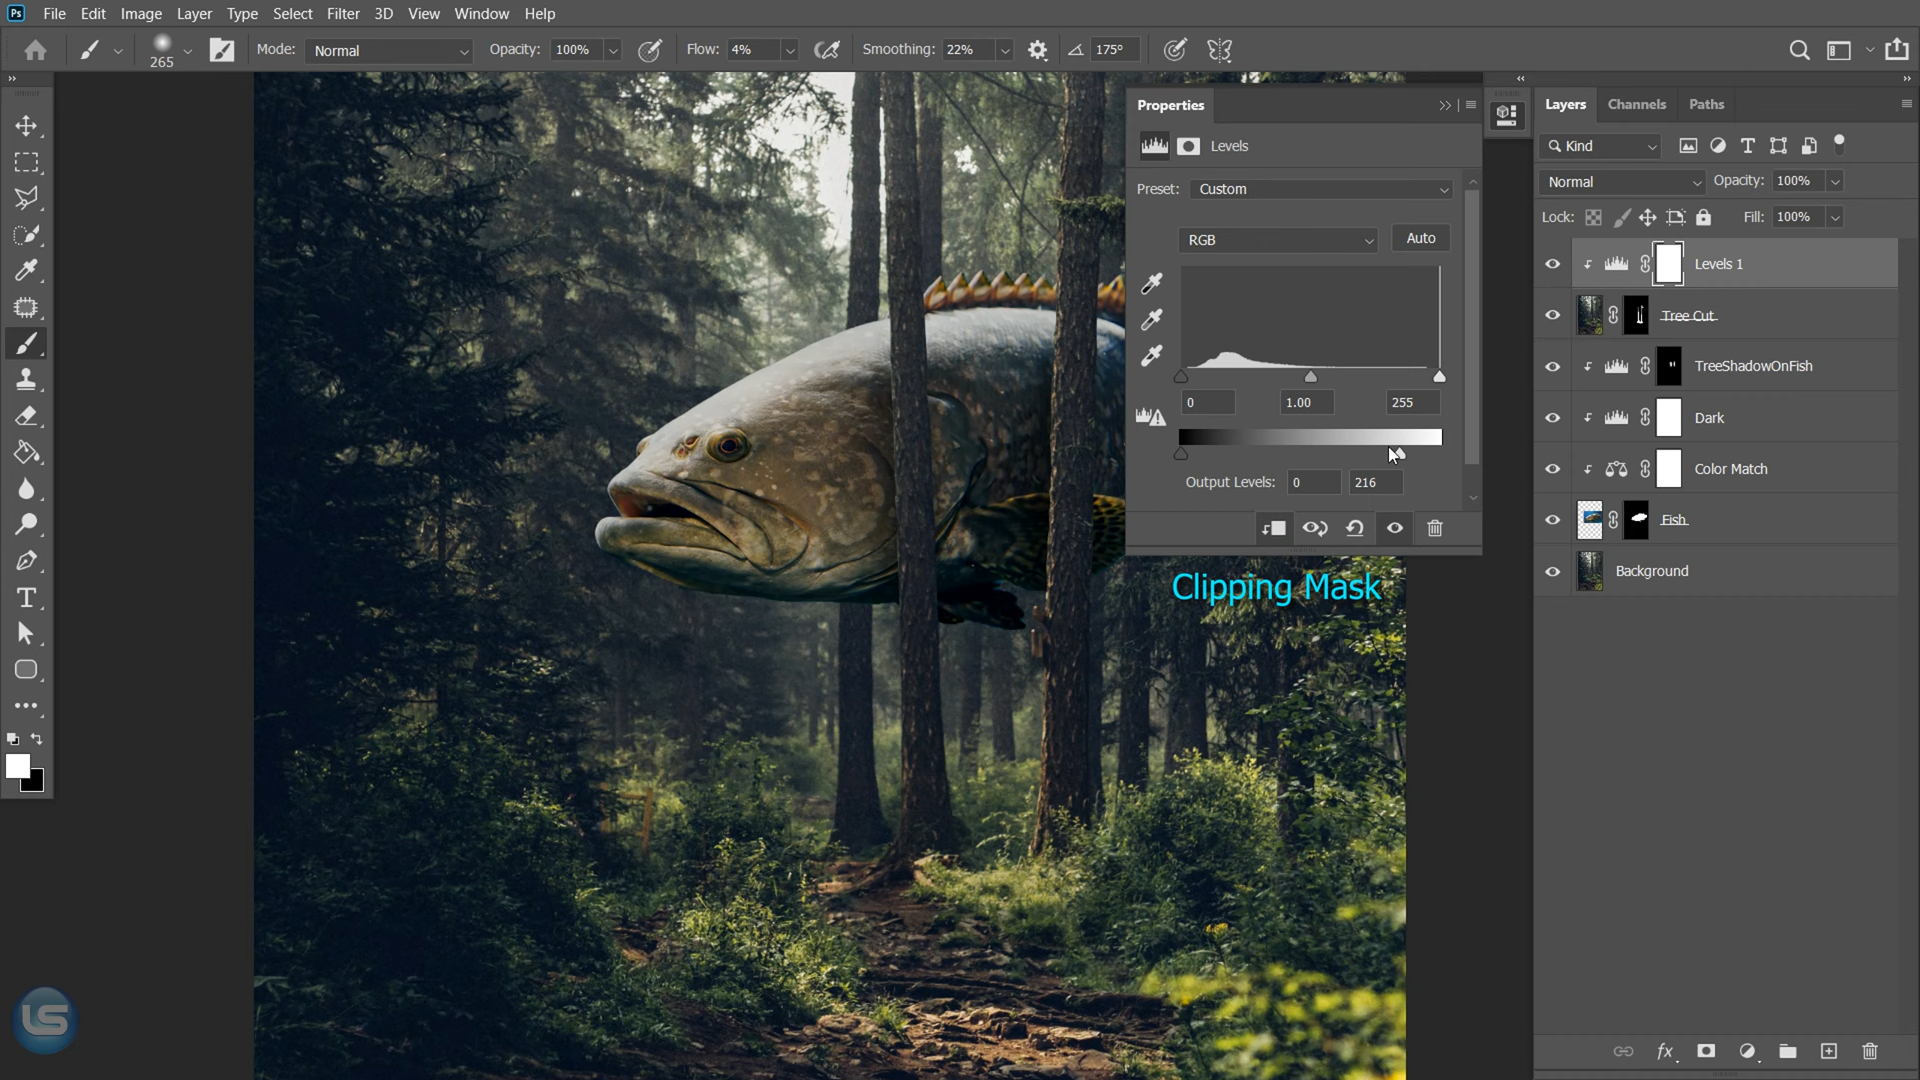 Ps File Edit Image Layer Type Select Filter 3D View Window Help
265 Mode: Normal Opacity: 100% Flow: 4% Smoothing: 22% 175°
Properties
Levels
Preset: Custom
RGB Auto
0 1.00 255
Output Levels: 0 216
Clipping Mask
Layers Channels Paths
Kind
Normal Opacity: 100%
Lock: Fill: 100%
Levels 1
Tree Cut
TreeShadowOnFish
Dark
Color Match
Fish
Background
fx
LS